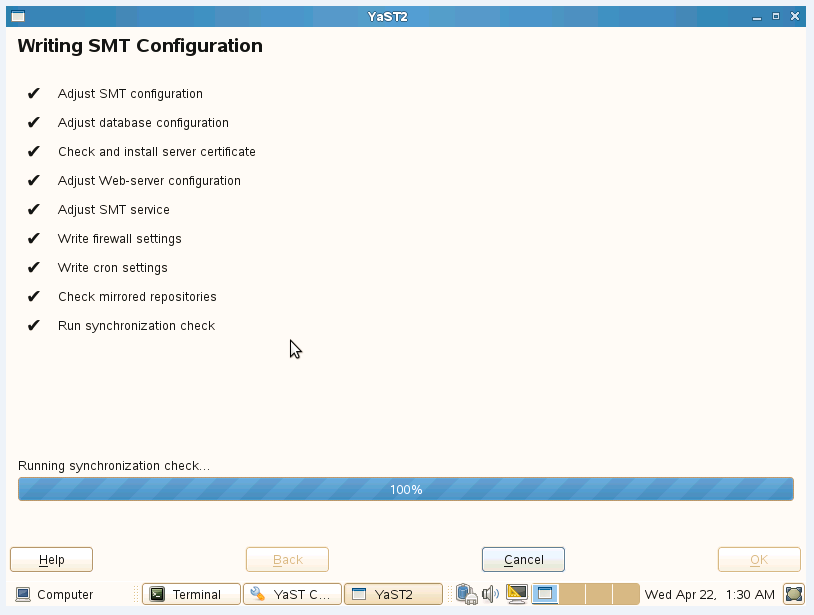 YaST2
Writing SMT Configuration
Adjust SMT configuration
Adjust database configuration
Check and install server certificate
Adjust Web-server configuration
Adjust SMT service
Write firewall settings
Write cron settings
Check mirrored repositories
Run synchronization check
Running synchronization check...
100%
Help Back Cancel OK
Computer Terminal YaST C... YaST2 Wed Apr 22, 1:30 AM